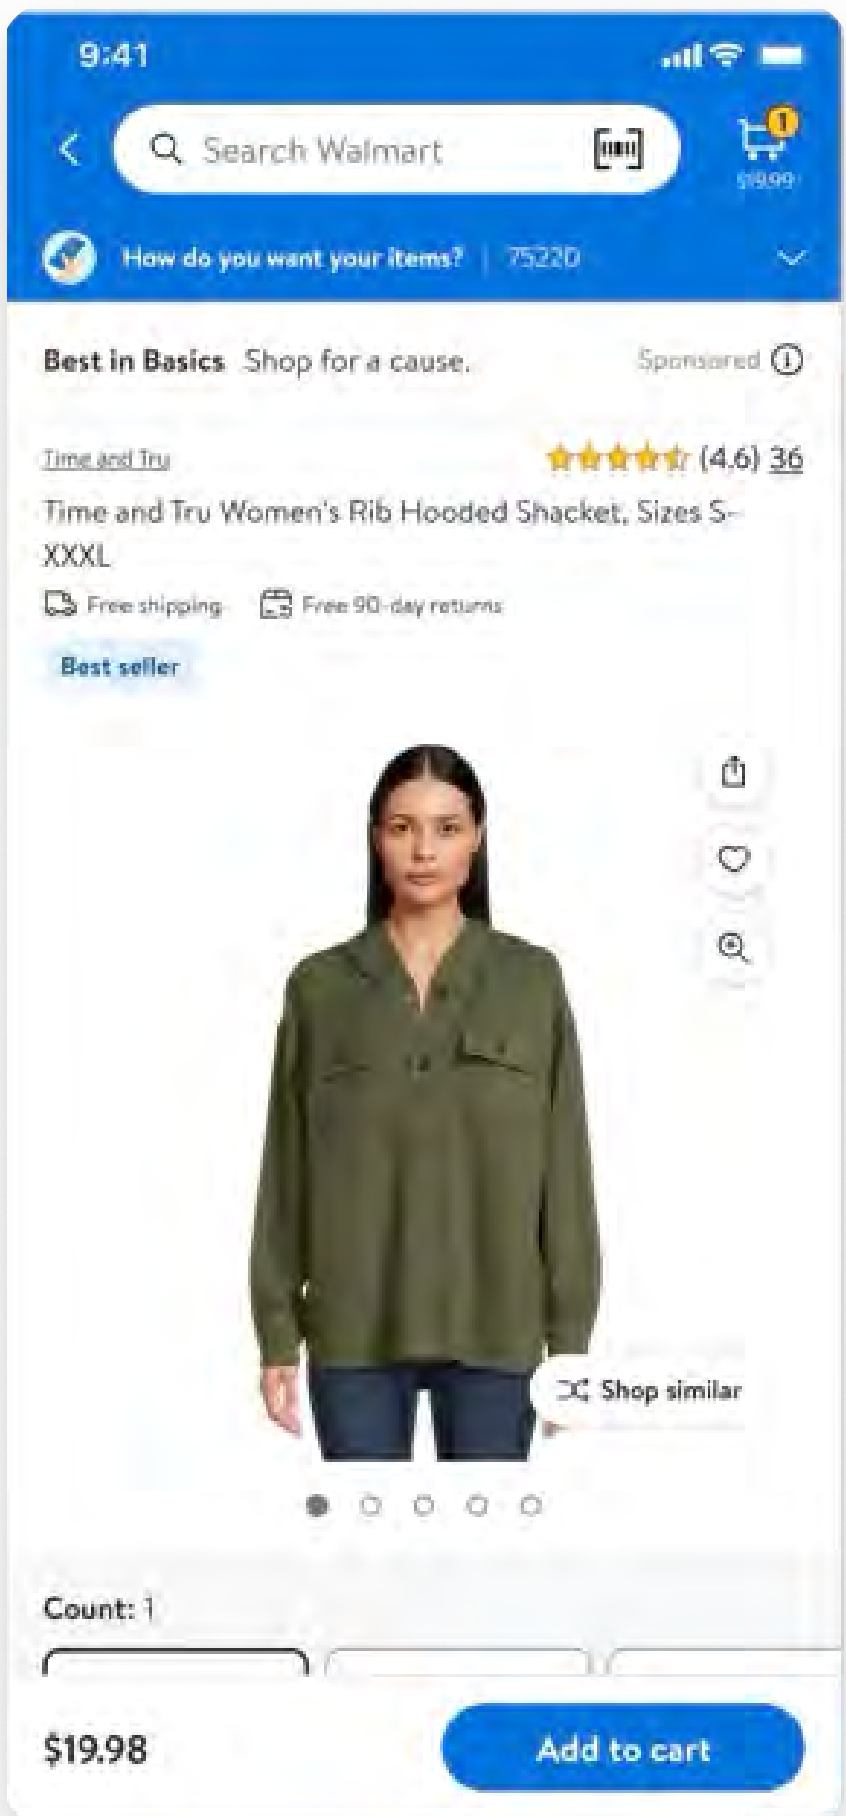 9:41
Search Walmart
1
$19.99
How do you want your items? | 75220
Best in Basics Shop for a cause.
Sponsored
Time and Tru
(4.6) 36
Time and Tru Women's Rib Hooded Shacket, Sizes S-
XXXL
Free shipping
Free 90-day returns
Best seller
Shop similar
Count: 1
$19.98
Add to cart